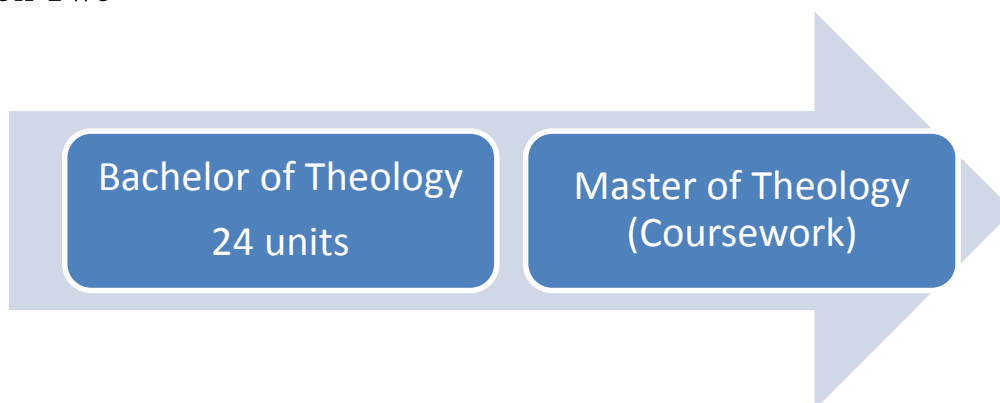 Bachelor of Theology
24 units
Master of Theology
(Coursework)